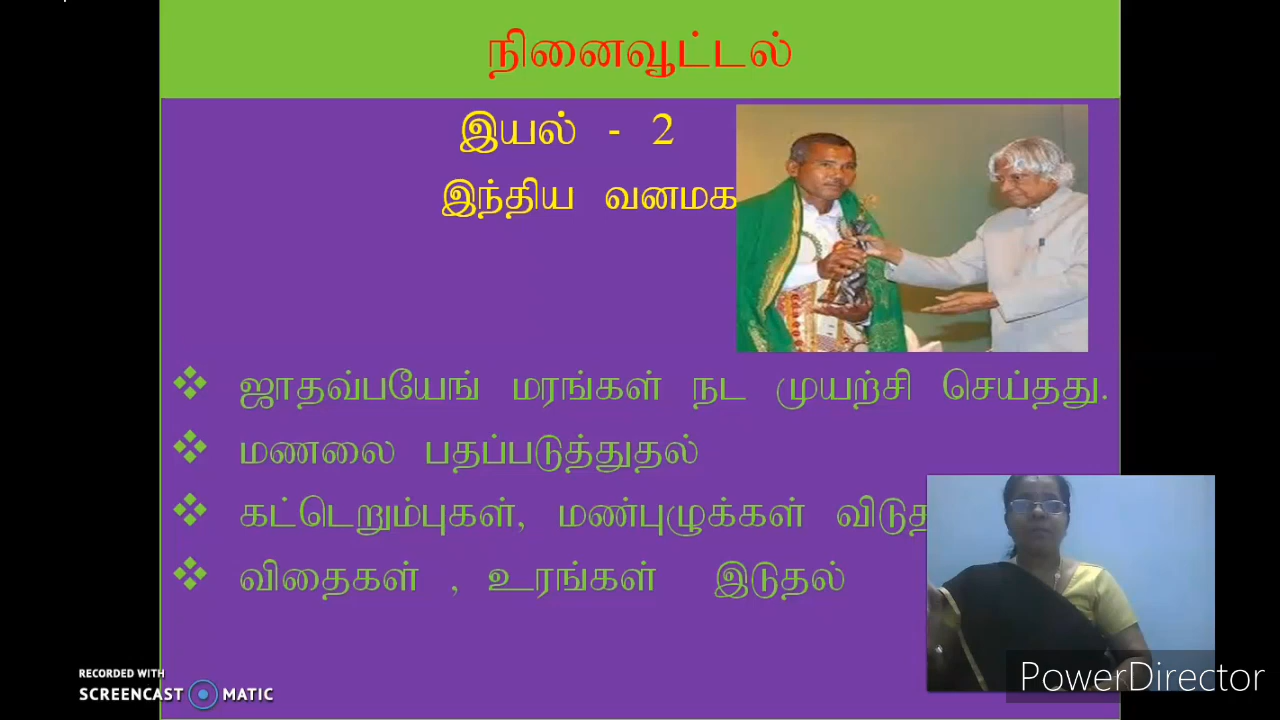 நினைவூட்டல்
இயல் - 2
இந்திய வனமக
❖ ஜாதவ்பயேங் மரங்கள் நட முயற்சி செய்தது.
❖ மணலை பதப்படுத்துதல்
❖ கட்டெறும்புகள், மண்புழுக்கள் விடுத
❖ விதைகள் , உரங்கள் இடுதல்
RECORDED WITH
SCREENCAST MATIC
PowerDirector